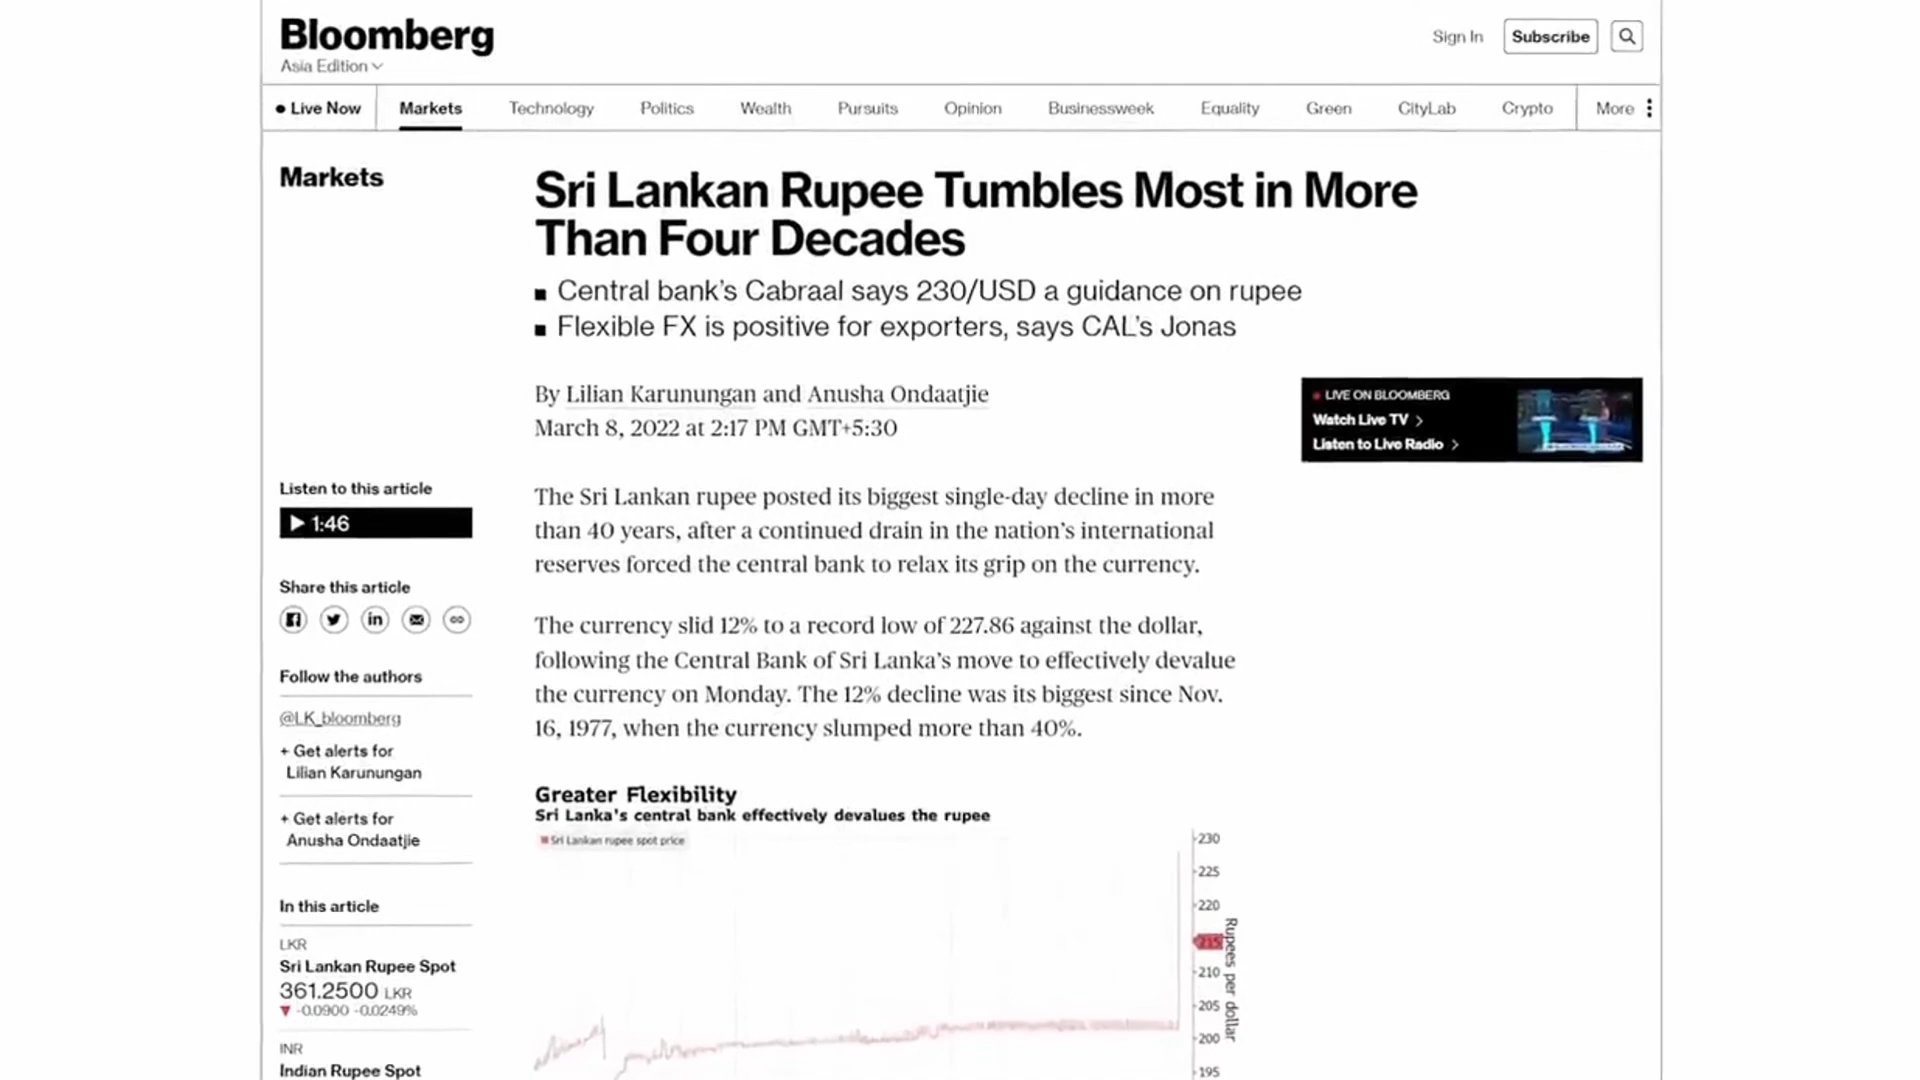 Bloomberg
Asia Edition
Sign In
Subscribe
Live Now
Markets
Technology
Politics
Wealth
Pursuits
Opinion
Businessweek
Equality
Green
CityLab
Crypto
More
Markets
Sri Lankan Rupee Tumbles Most in More
Than Four Decades
Central bank's Cabraal says 230/USD a guidance on rupee
Flexible FX is positive for exporters, says CAL's Jonas
By Lilian Karunungan and Anusha Ondaatjie
March 8, 2022 at 2:17 PM GMT+5:30
LIVE ON BLOOMBERG
Watch Live TV
Listen to Live Radio
Listen to this article
1:46
Share this article
Follow the authors
@LK_bloomberg
+ Get alerts for
Lilian Karunungan
+ Get alerts for
Anusha Ondaatjie
In this article
LKR
Sri Lankan Rupee Spot
361.2500 LKR
-0.0900 -0.0249%
INR
Indian Rupee Spot
The Sri Lankan rupee posted its biggest single-day decline in more
than 40 years, after a continued drain in the nation's international
reserves forced the central bank to relax its grip on the currency.
The currency slid 12% to a record low of 227.86 against the dollar,
following the Central Bank of Sri Lanka's move to effectively devalue
the currency on Monday. The 12% decline was its biggest since Nov.
16, 1977, when the currency slumped more than 40%.
Greater Flexibility
Sri Lanka's central bank effectively devalues the rupee
Sri Lankan rupee spot price
230
225
220
215
210
205
200
195
Rupees per dollar